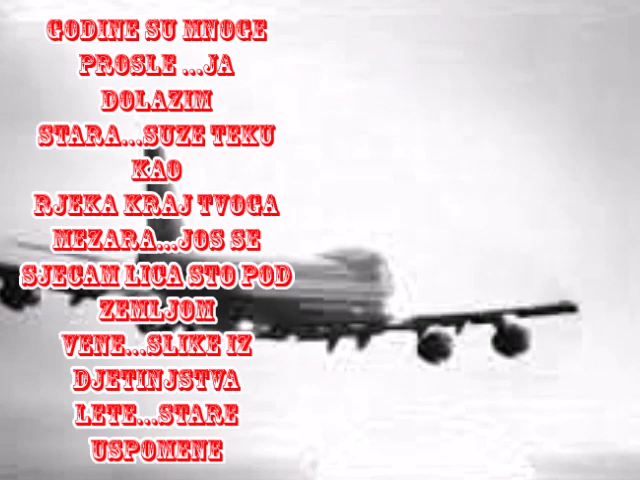 GODINE SU MNOGE
PROSLE ...JA
DOLAZIM
STARA...SUZE TEKU
KAO
RJEKA KRAJ TVOGA
MEZARA...JOS SE
SJECAM LICA STO POD
ZEMLJOM
VENE...SLIKE IZ
DJETINJSTVA
LETE...STARE
USPOMENE